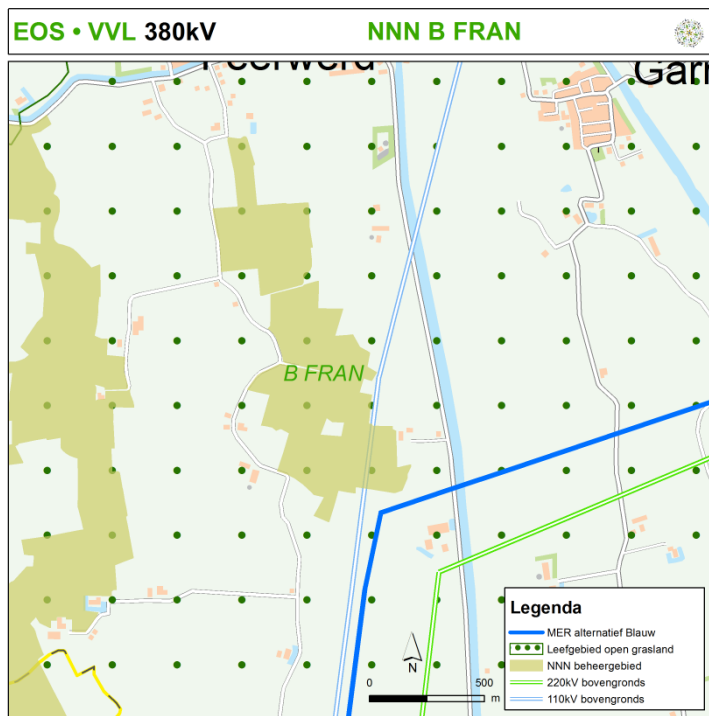 EOS • VVL 380kV NNN B FRAN
B FRAN
Legenda
MER alternatief Blauw
Leefgebied open grasland
NNN beheergebied
220kV bovengronds
110kV bovengronds
N
0 500
m